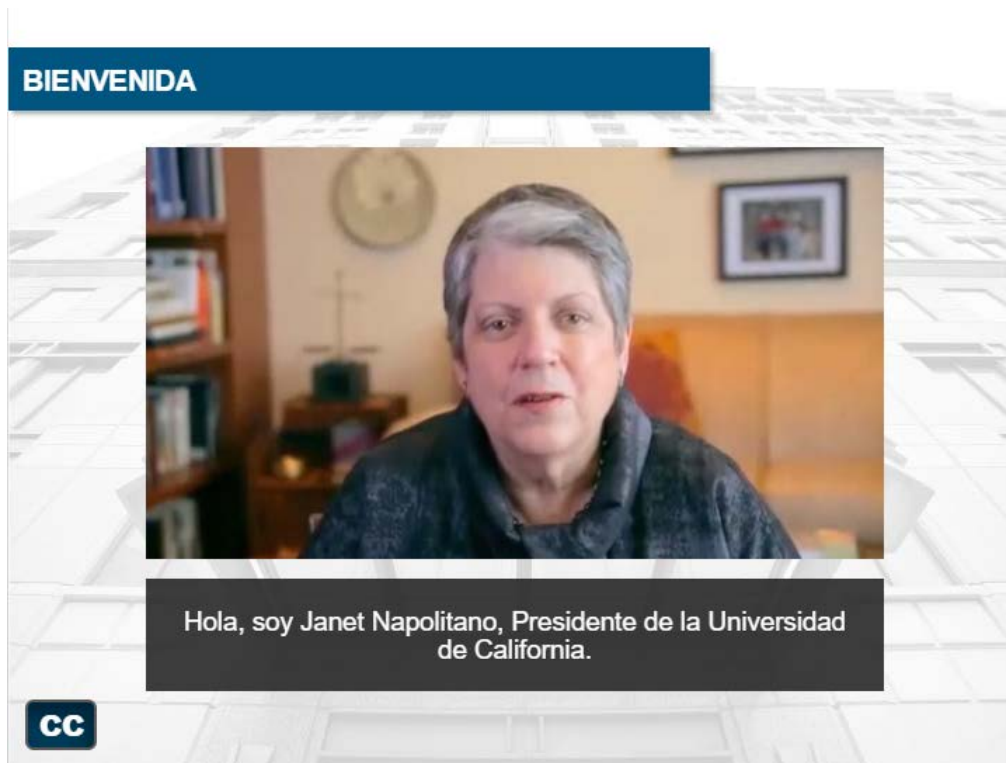 BIENVENIDA
Hola, soy Janet Napolitano, Presidente de la Universidad
de California.
CC